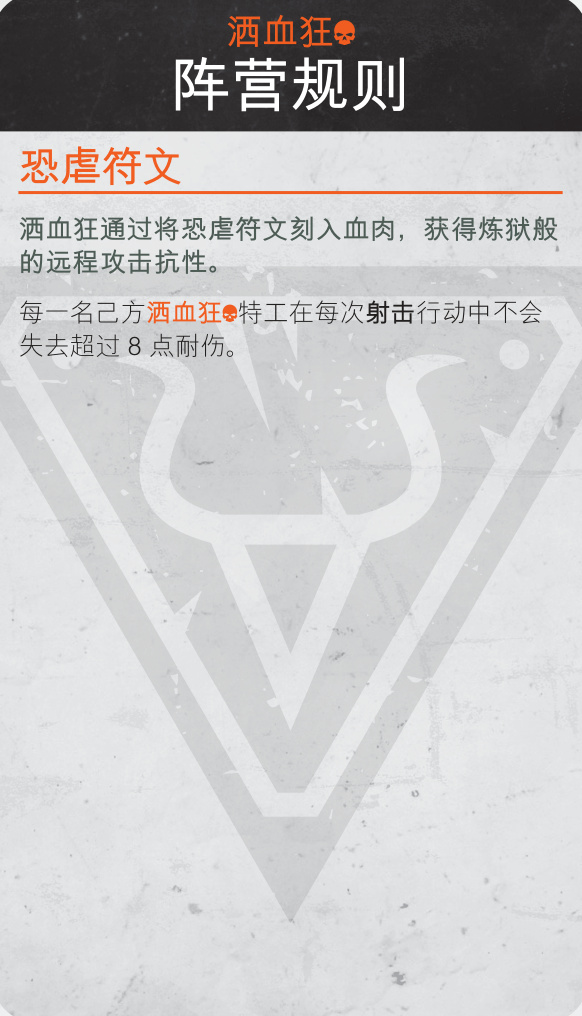 洒血狂
阵营规则
恐虐符文
洒血狂通过将恐虐符文刻入血肉，获得炼狱般
的远程攻击抗性。
每一名己方洒血狂特工在每次射击行动中不会
失去超过 8 点耐伤。